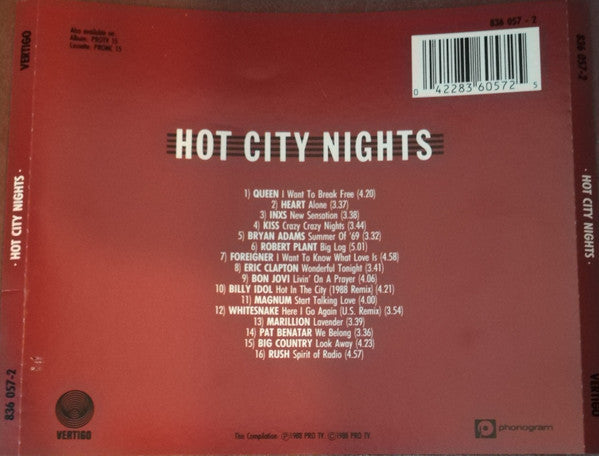 VERTIGO
· HOT CITY NIGHTS ·
836 057-2
Also available on:
Album: PROTV 15
Cassette: PROMC 15
836 057 - 2
0 42283 60572 5
HOT CITY NIGHTS
1) QUEEN I Want To Break Free (4.20)
2) HEART Alone (3.37)
3) INXS New Sensation (3.38)
4) KISS Crazy Crazy Nights (3.44)
5) BRYAN ADAMS Summer Of '69 (3.32)
6) ROBERT PLANT Big Log (5.01)
7) FOREIGNER I Want To Know What Love Is (4.58)
8) ERIC CLAPTON Wonderful Tonight (3.41)
9) BON JOVI Livin' On A Prayer (4.06)
10) BILLY IDOL Hot In The City (1988 Remix) (4.21)
11) MAGNUM Start Talking Love (4.00)
12) WHITESNAKE Here I Go Again (U.S. Remix) (3.54)
13) MARILLION Lavender (3.39)
14) PAT BENATAR We Belong (3.36)
15) BIG COUNTRY Look Away (4.23)
16) RUSH Spirit of Radio (4.57)
VERTIGO
This Compilation: ℗1988 PRO TV. ©1988 PRO TV.
phonogram
836 057-2
· HOT CITY NIGHTS ·
VERTIGO